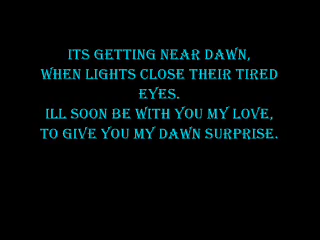 ITS GETTING NEAR DAWN,
WHEN LIGHTS CLOSE THEIR TIRED
EYES.
ILL SOON BE WITH YOU MY LOVE,
TO GIVE YOU MY DAWN SURPRISE.